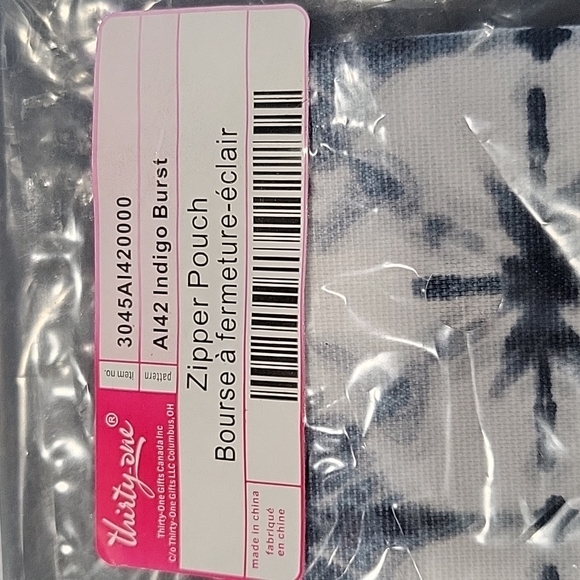 thirty-one®
Thirty-One Gifts Canada Inc
C/o Thirty-One Gifts LLC Columbus, OH
item no.
3045AI420000
pattern
AI42 Indigo Burst
Zipper Pouch
Bourse à fermeture-éclair
made in china
fabriqué
en chine